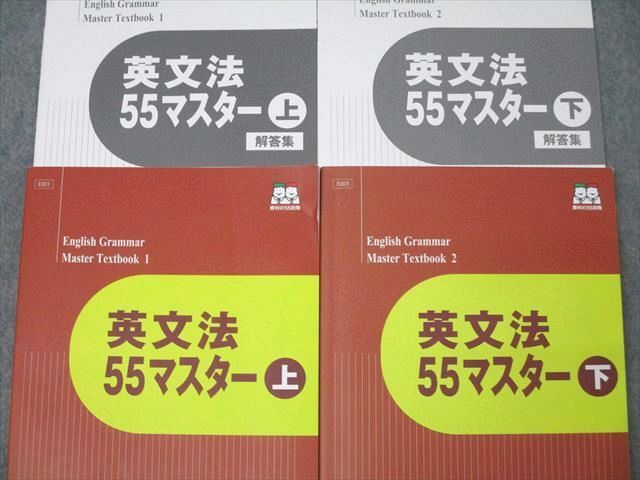 English Grammar
Master Textbook 1
英文法
55マスター 上
解答集
English Grammar
Master Textbook 2
英文法
55マスター 下
解答集
E001
English Grammar
Master Textbook 1
英文法
55マスター 上
E003
English Grammar
Master Textbook 2
英文法
55マスター 下